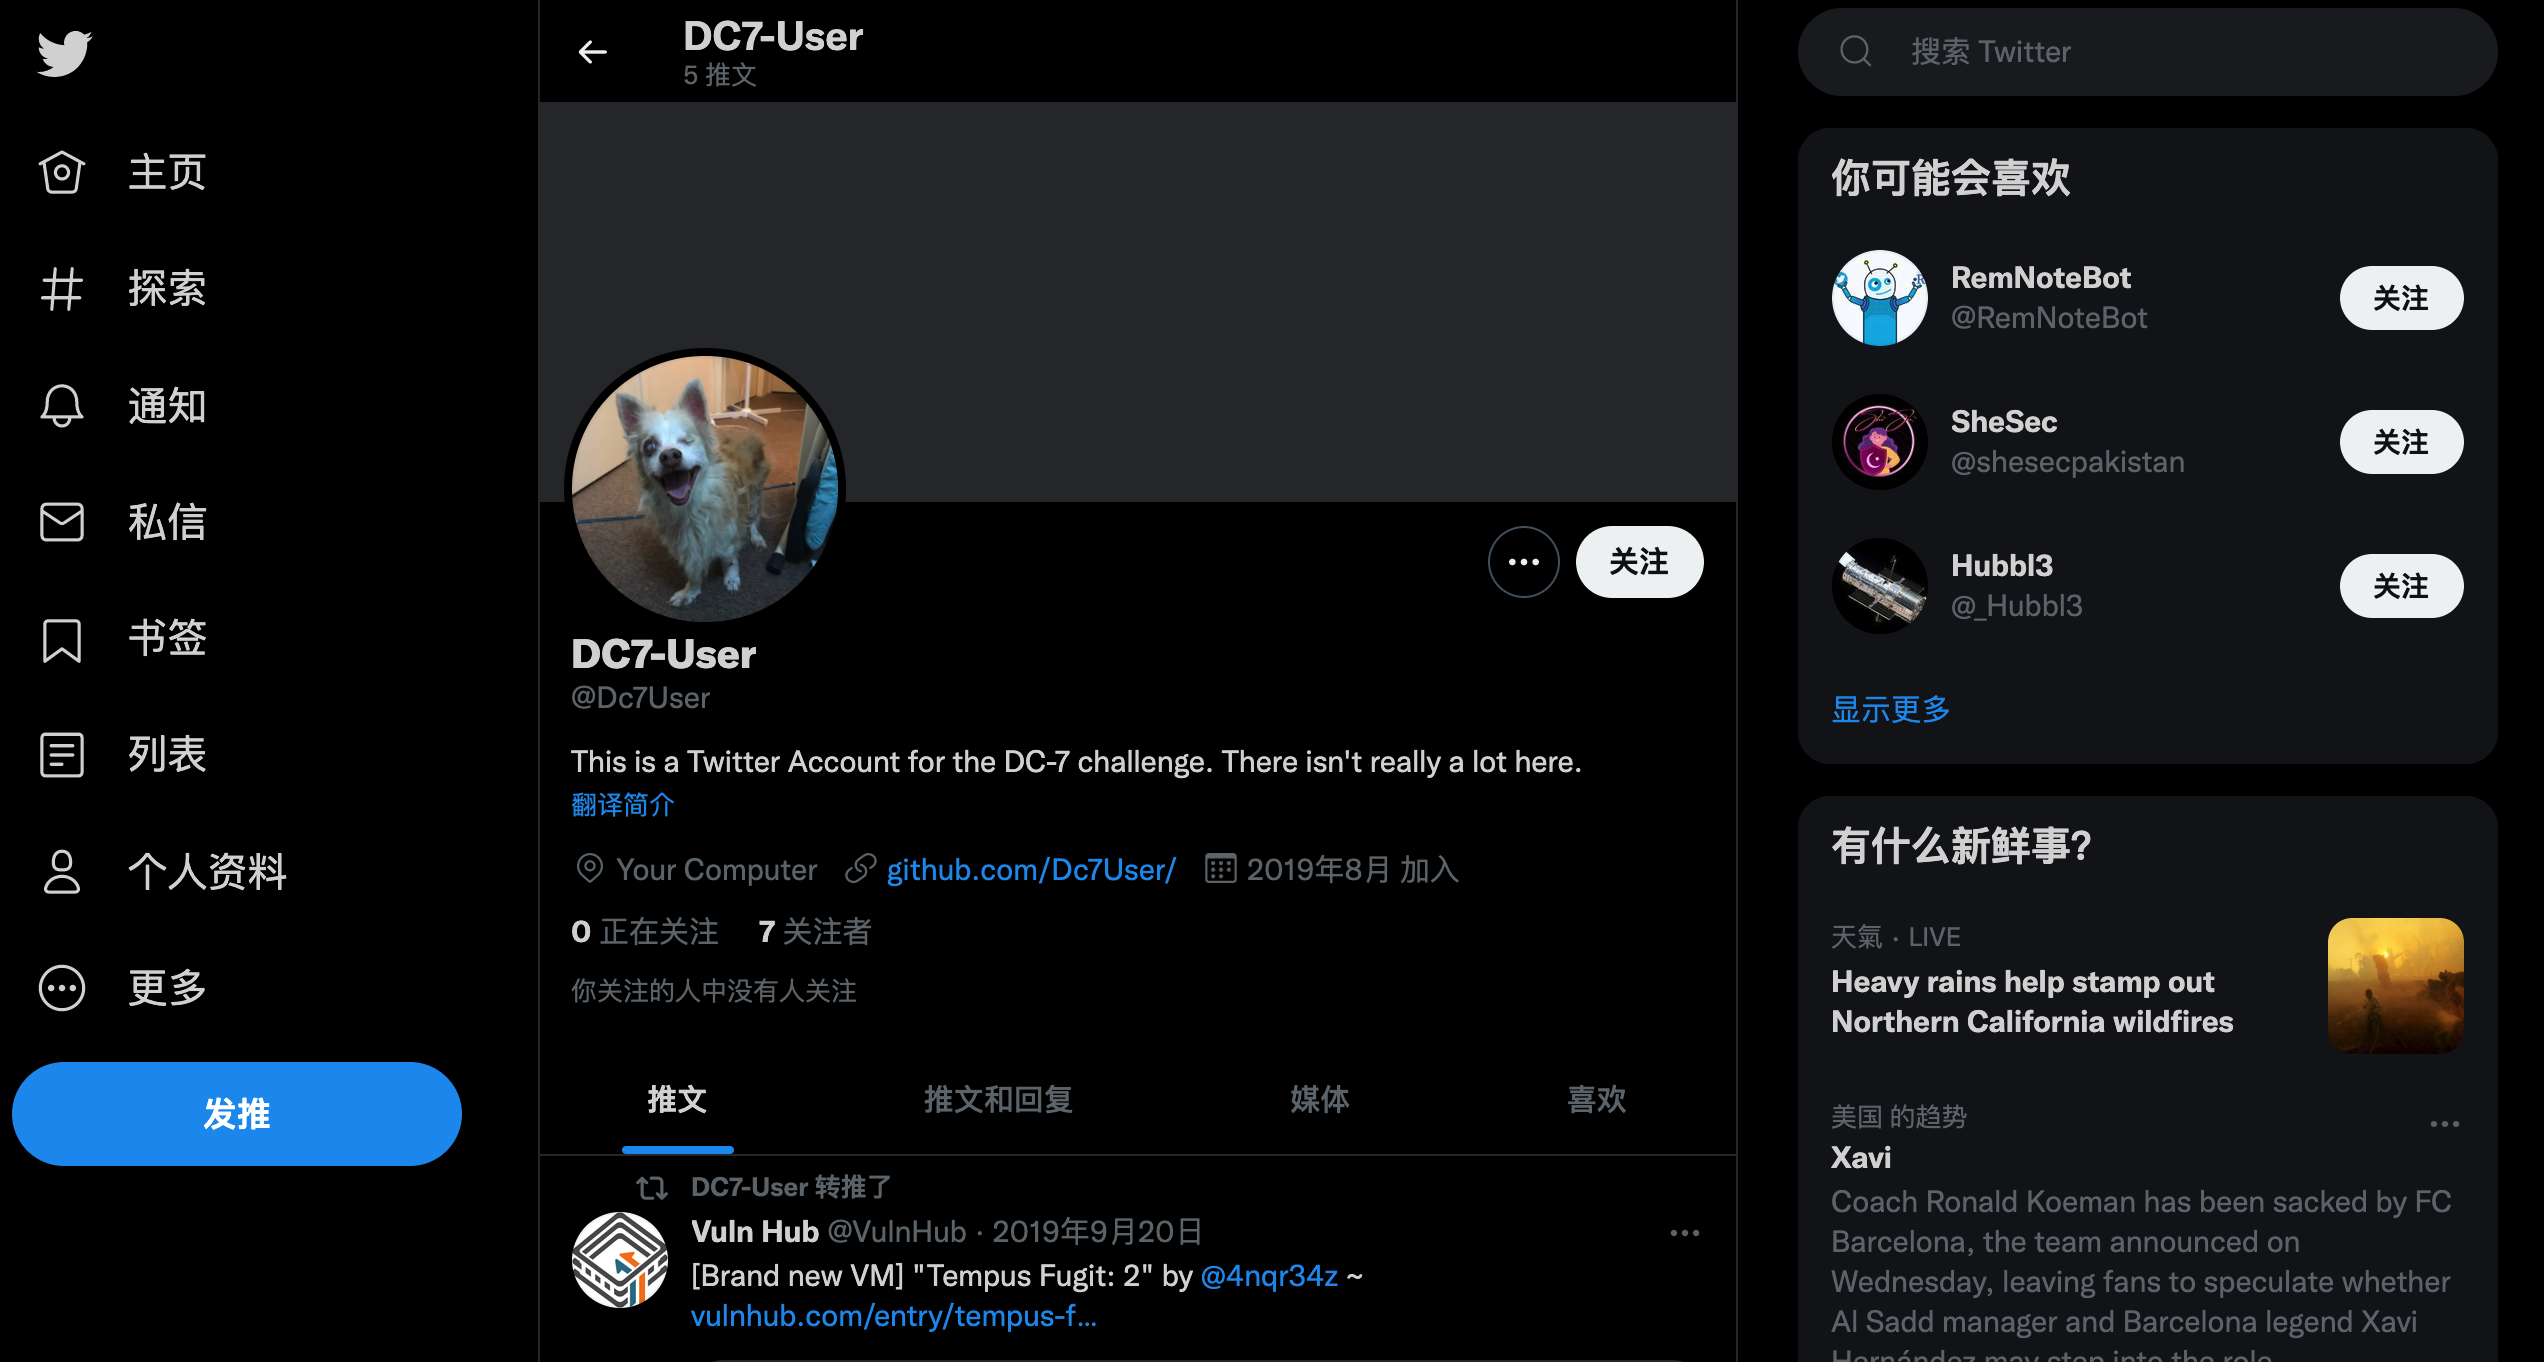 主页
探索
通知
私信
书签
列表
个人资料
更多
发推
DC7-User
5 推文
关注
DC7-User
@Dc7User
This is a Twitter Account for the DC-7 challenge. There isn't really a lot here.
翻译简介
Your Computer github.com/Dc7User/ 2019年8月 加入
0 正在关注 7 关注者
你关注的人中没有人关注
推文 推文和回复 媒体 喜欢
DC7-User 转推了
Vuln Hub @VulnHub · 2019年9月20日
[Brand new VM] "Tempus Fugit: 2" by @4nqr34z ~
vulnhub.com/entry/tempus-f...
搜索 Twitter
你可能会喜欢
RemNoteBot
@RemNoteBot
关注
SheSec
@shesecpakistan
关注
Hubbl3
@_Hubbl3
关注
显示更多
有什么新鲜事?
天氣 · LIVE
Heavy rains help stamp out
Northern California wildfires
美国 的趋势
Xavi
Coach Ronald Koeman has been sacked by FC
Barcelona, the team announced on
Wednesday, leaving fans to speculate whether
Al Sadd manager and Barcelona legend Xavi
Hernández may step into the role